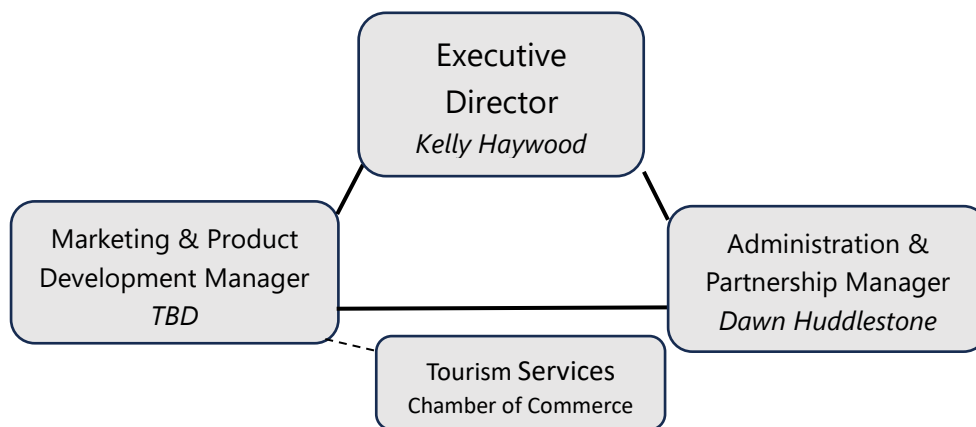 Executive
Director
Kelly Haywood
Marketing & Product
Development Manager
TBD
Administration &
Partnership Manager
Dawn Huddlestone
Tourism Services
Chamber of Commerce